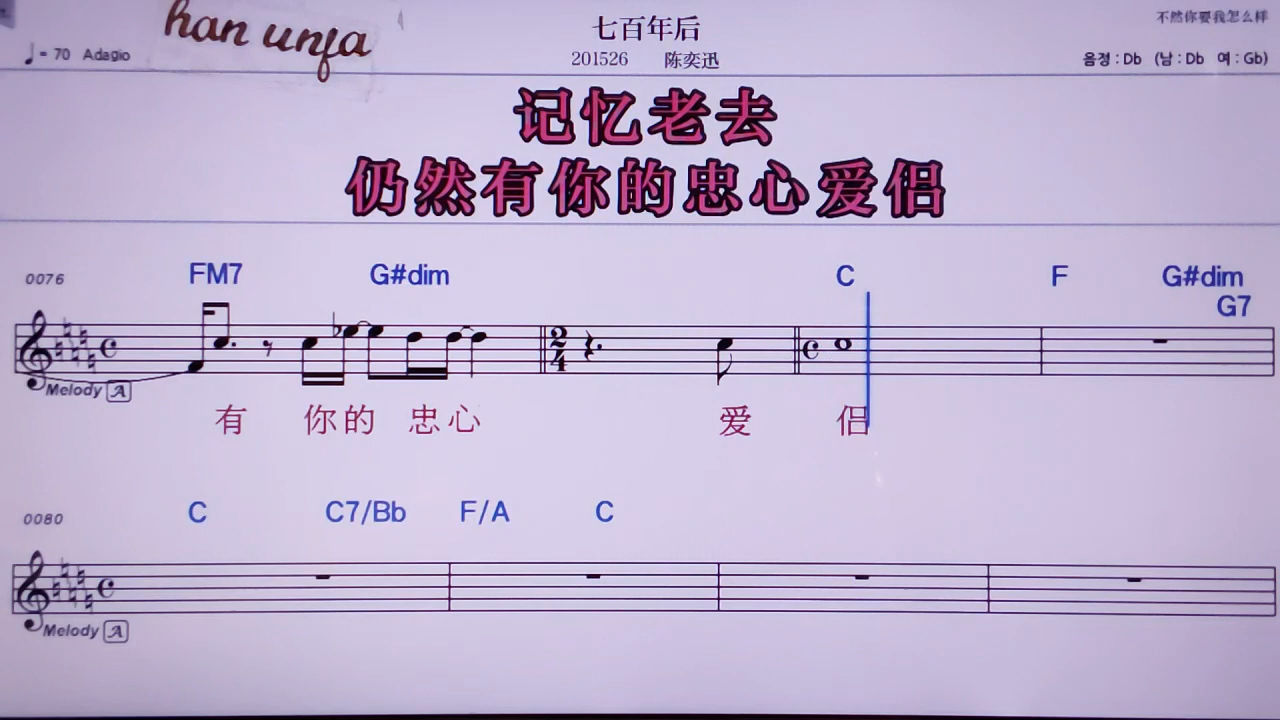 han unja
七百年后
不然你要我怎么样
♩= 70 Adagio
201526 陈奕迅
음정 : Db (남 : Db 여 : Gb)
记忆老去
仍然有你的忠心爱侣
0076 FM7 G#dim C F G#dim
G7
2
4
Melody A
有 你的 忠心 爱 侣
0080 C C7/Bb F/A C
Melody A